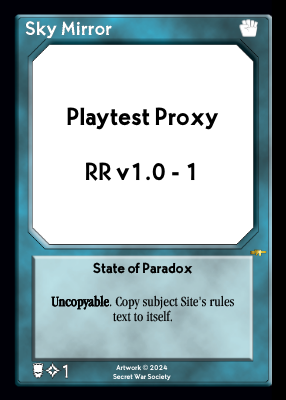 Sky Mirror
Playtest Proxy
RR v1.0 - 1
State of Paradox
Uncopyable. Copy subject Site's rules
text to itself.
1
Artwork © 2024
Secret War Society